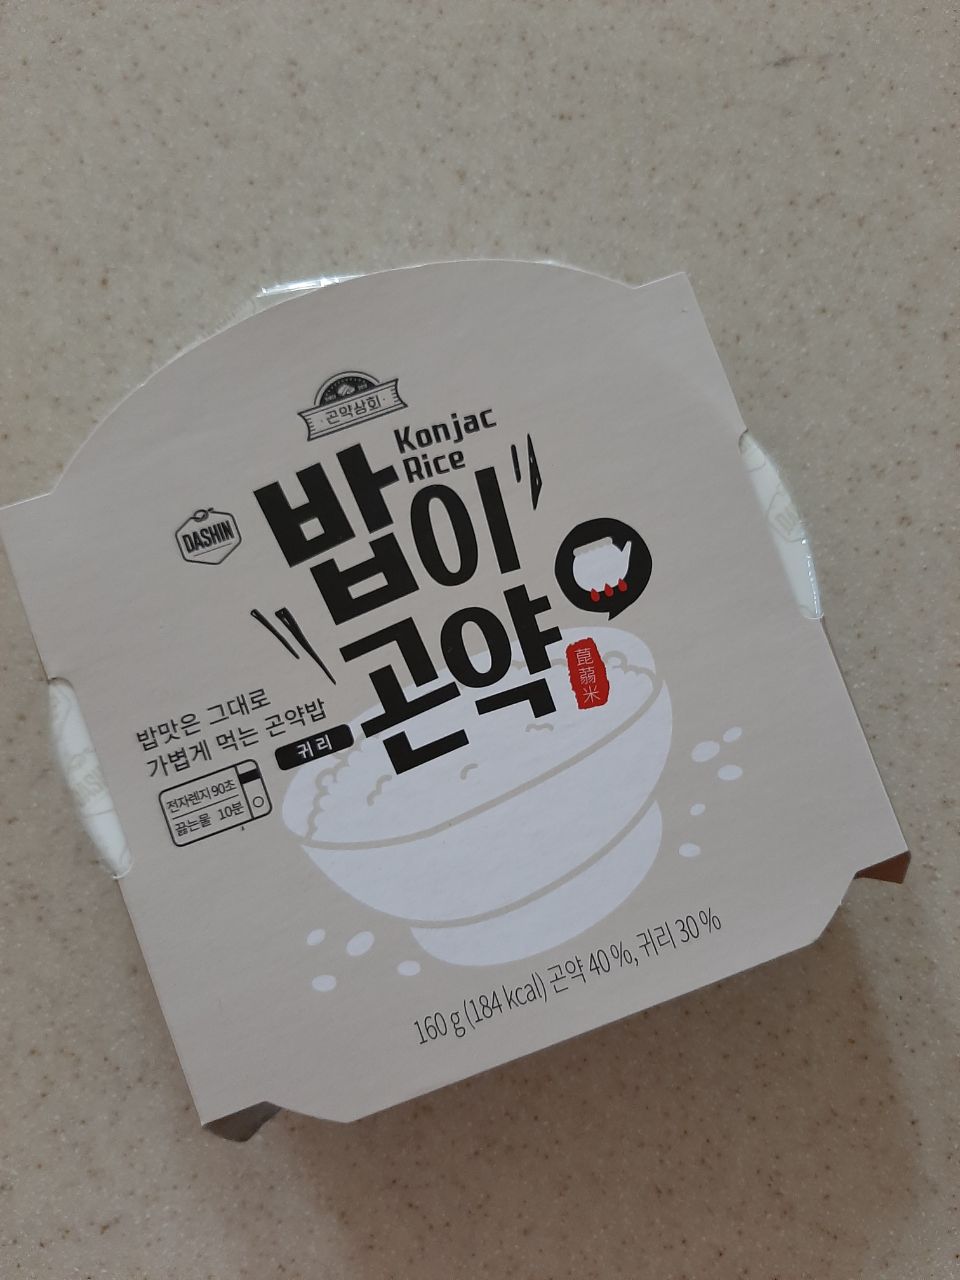 곤약상회
Konjac
Rice
DASHIN
밥이
곤약
蒟蒻米
밥맛은 그대로
가볍게 먹는 곤약밥
귀리
전자렌지 90초
끓는물 10분
160 g (184 kcal) 곤약 40 %, 귀리 30 %